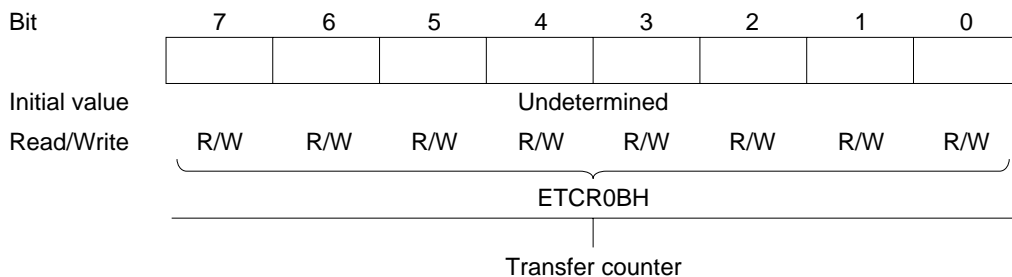 Bit 7 6 5 4 3 2 1 0
Initial value Undetermined
Read/Write R/W R/W R/W R/W R/W R/W R/W R/W
ETCR0BH
Transfer counter